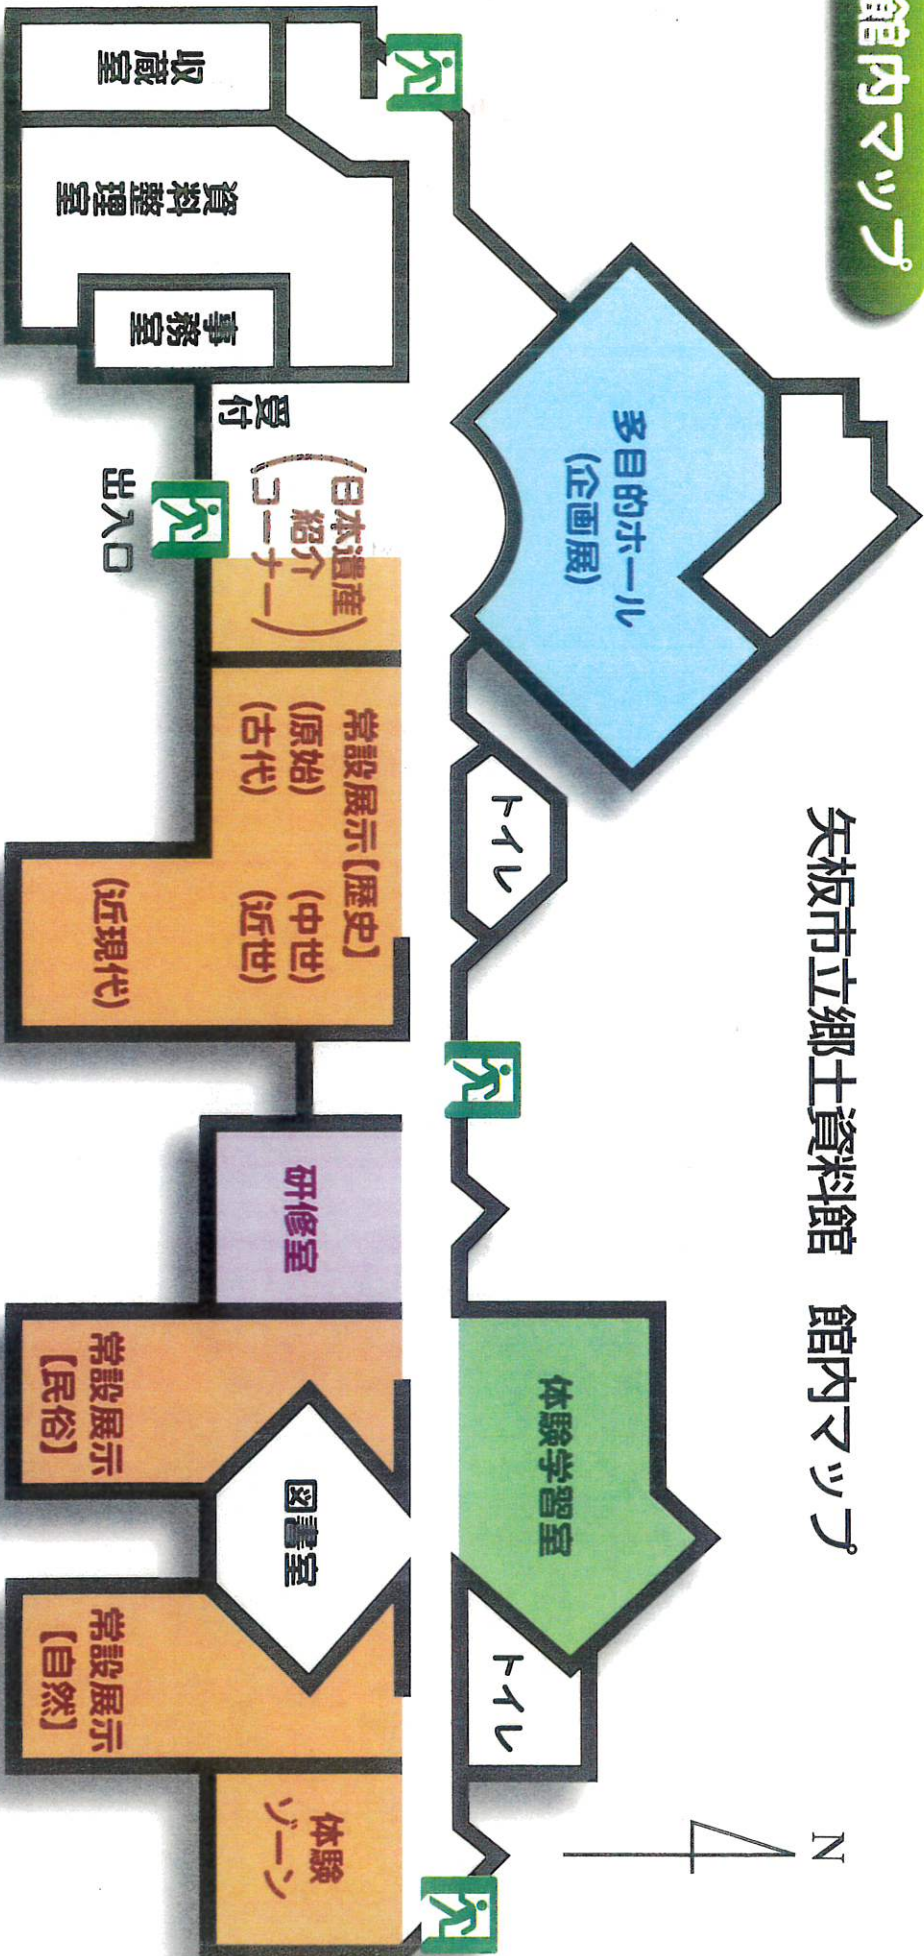 館内マップ
矢板市立郷土資料館　館内マップ
N
収蔵室
資料整理室
事務室
受付
出入口
(日本遺産
紹介
コーナー)
多目的ホール
(企画展)
トイレ
常設展示【歴史】
(原始)
(中世)
(古代)
(近世)
(近現代)
研修室
体験学習室
常設展示
【民俗】
図書室
トイレ
常設展示
【自然】
体験
ゾーン